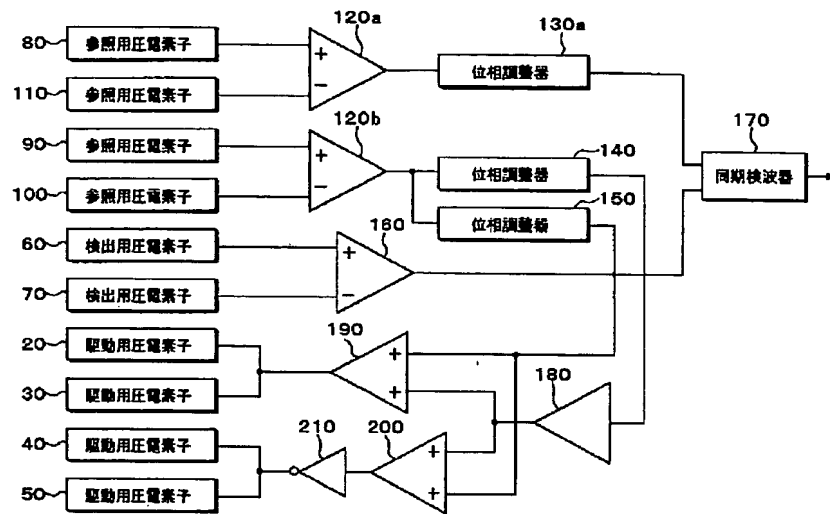 120a
130a
80 参照用圧電素子
+
位相調整器
110 参照用圧電素子
−
120b
170
90 参照用圧電素子
+
140
位相調整器
同期検波器
100 参照用圧電素子
−
150
位相調整器
60 検出用圧電素子
+
160
70 検出用圧電素子
−
190
20 駆動用圧電素子
+
180
30 駆動用圧電素子
+
210
200
40 駆動用圧電素子
+
50 駆動用圧電素子
+